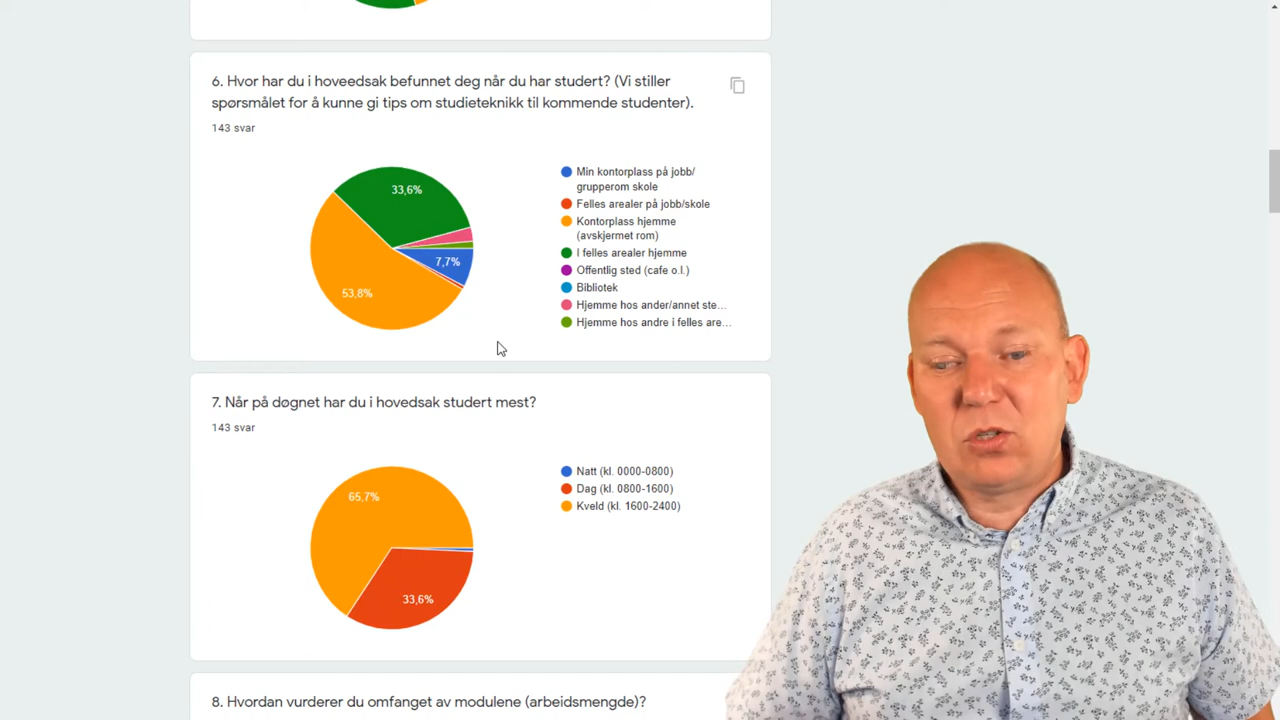 6. Hvor har du i hoveedsak befunnet deg når du har studert? (Vi stiller
spørsmålet for å kunne gi tips om studieteknikk til kommende studenter).
143 svar
33,6%
7,7%
53,8%
Min kontorplass på jobb/
grupperom skole
Felles arealer på jobb/skole
Kontorplass hjemme
(avskjermet rom)
I felles arealer hjemme
Offentlig sted (cafe o.l.)
Bibliotek
Hjemme hos ander/annet ste...
Hjemme hos andre i felles are...
7. Når på døgnet har du i hovedsak studert mest?
143 svar
65,7%
33,6%
Natt (kl. 0000-0800)
Dag (kl. 0800-1600)
Kveld (kl. 1600-2400)
8. Hvordan vurderer du omfanget av modulene (arbeidsmengde)?